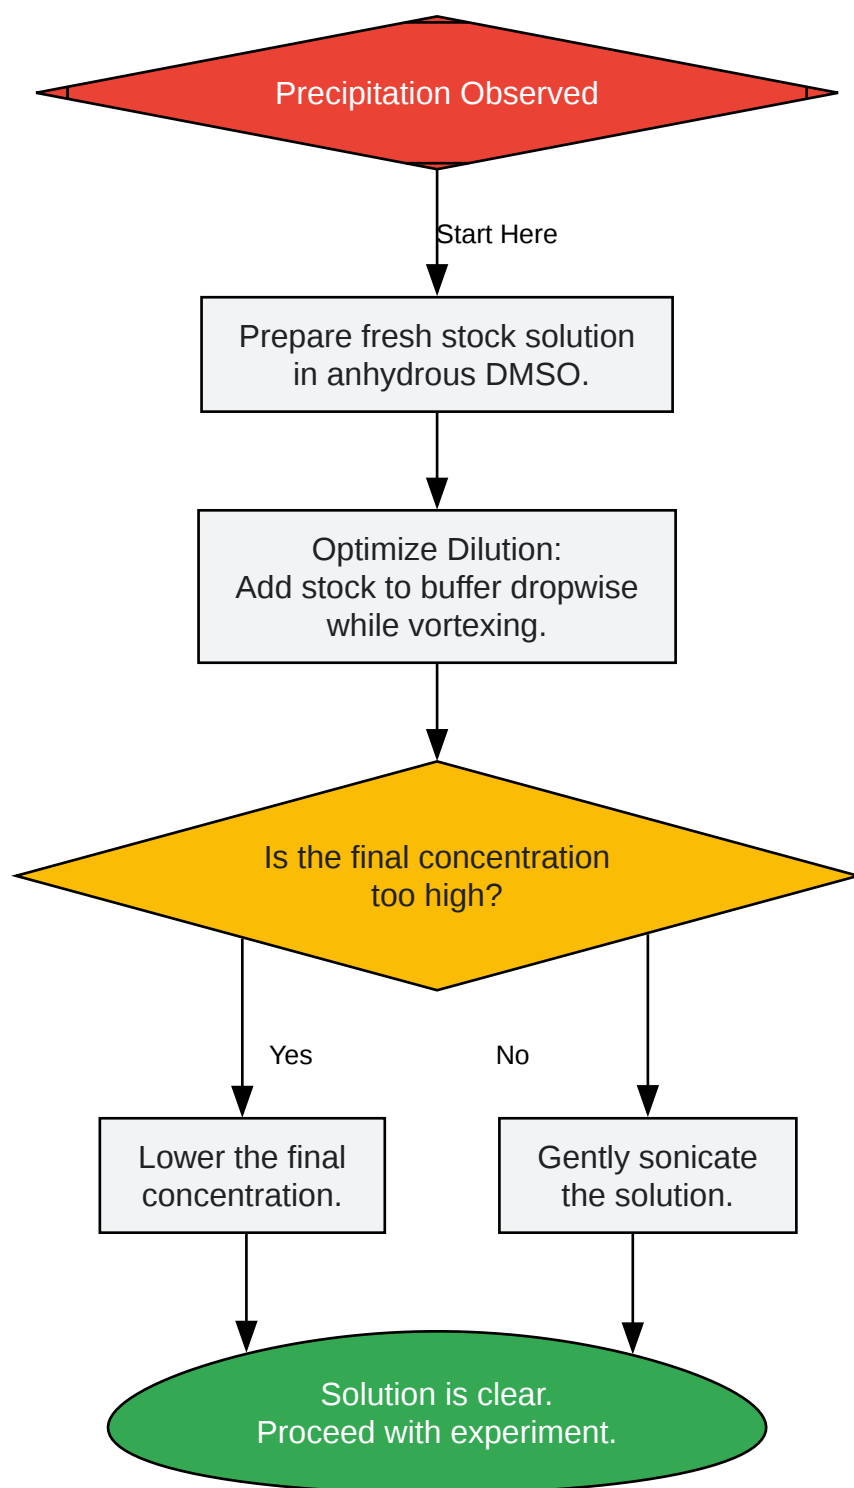 Precipitation Observed
Start Here
Prepare fresh stock solution
in anhydrous DMSO.
Optimize Dilution:
Add stock to buffer dropwise
while vortexing.
Is the final concentration
too high?
Yes
No
Lower the final
concentration.
Gently sonicate
the solution.
Solution is clear.
Proceed with experiment.